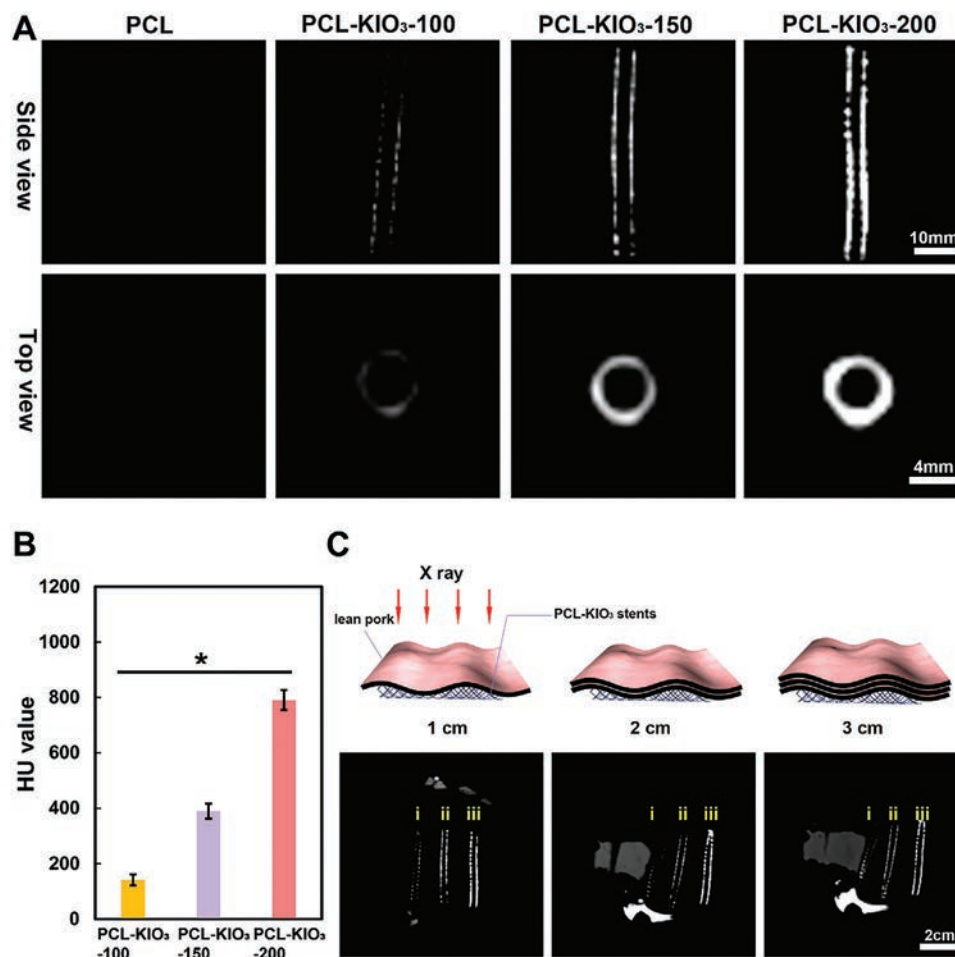 A
PCL PCL-KIO₃-100 PCL-KIO₃-150 PCL-KIO₃-200
Side view
10mm
Top view
4mm
B
HU vaLue
1200
1000
800
600
400
200
0
*
PCL-KIO₃ PCL-KIO₃ PCL-KIO₃
-100 -150 -200
C
X ray
lean pork
PCL-KIO₃ stents
1 cm 2 cm 3 cm
i ii iii i ii iii i ii iii
2cm